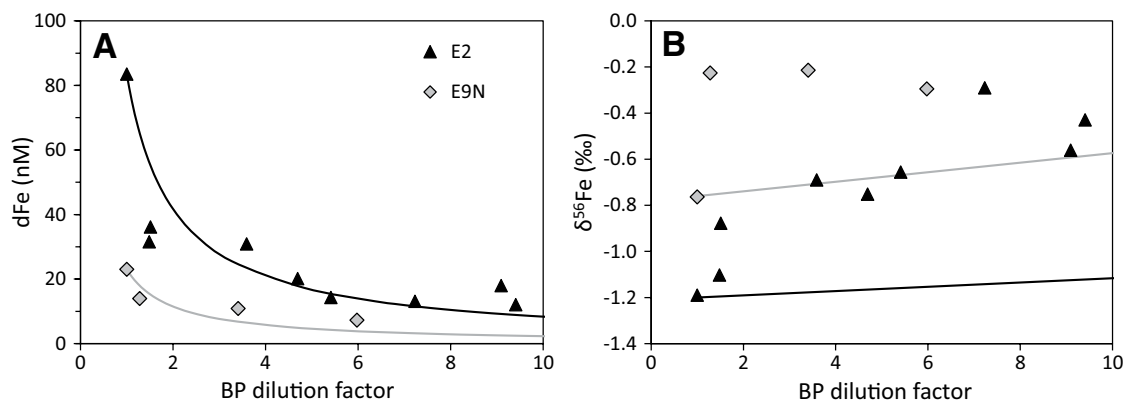 A
E2
E9N
100
80
60
40
20
0
dFe (nM)
0 2 4 6 8 10
BP dilution factor
B
0.0
-0.2
-0.4
-0.6
-0.8
-1.0
-1.2
-1.4
δ⁵⁶Fe (‰)
0 2 4 6 8 10
BP dilution factor